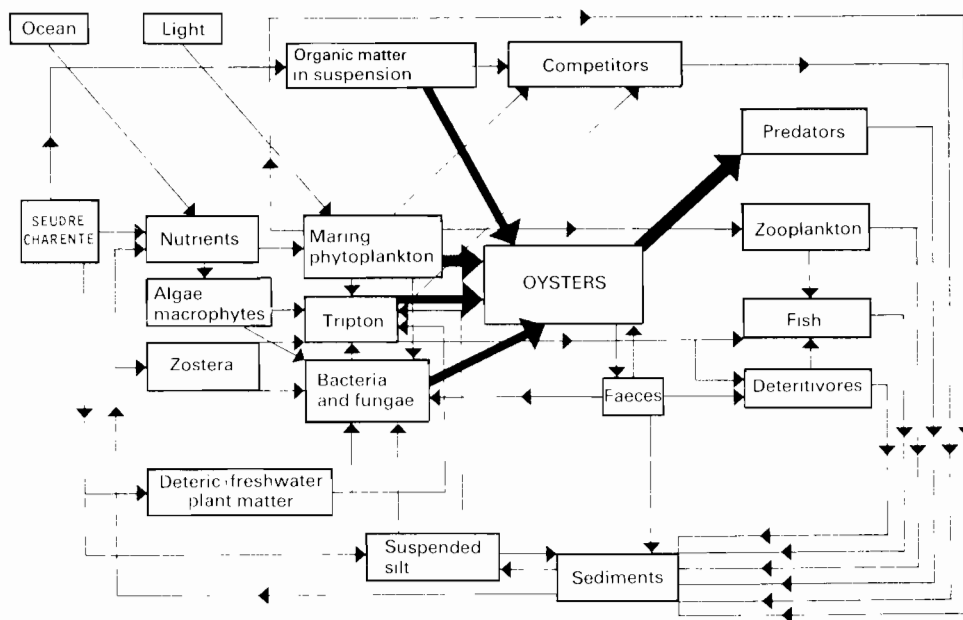 Ocean
Light
Organic matter
in suspension
Competitors
Predators
SEUDRE
CHARENTE
Nutrients
Maring
phytoplankton
Zooplankton
OYSTERS
Algae
macrophytes
Tripton
Fish
Zostera
Bacteria
and fungae
Faeces
Deteritivores
Deteric freshwater
plant matter
Suspended
silt
Sediments